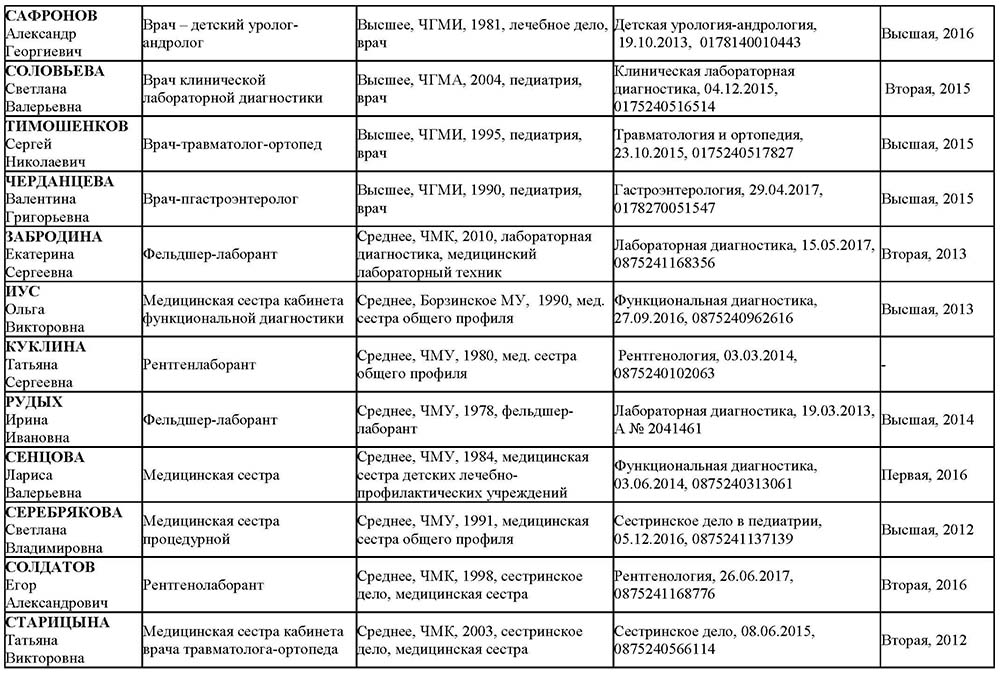 САФРОНОВ
Александр
Георгиевич
Врач – детский уролог-
андролог
Высшее, ЧГМИ, 1981, лечебное дело,
врач
Детская урология-андрология,
19.10.2013, 0178140010443
Высшая, 2016
СОЛОВЬЕВА
Светлана
Валерьевна
Врач клинической
лабораторной диагностики
Высшее, ЧГМА, 2004, педиатрия,
врач
Клиническая лабораторная
диагностика, 04.12.2015,
0175240516514
Вторая, 2015
ТИМОШЕНКОВ
Сергей
Николаевич
Врач-травматолог-ортопед
Высшее, ЧГМИ, 1995, педиатрия,
врач
Травматология и ортопедия,
23.10.2015, 0175240517827
Высшая, 2015
ЧЕРДАНЦЕВА
Валентина
Григорьевна
Врач-пгастроэнтеролог
Высшее, ЧГМИ, 1990, педиатрия,
врач
Гастроэнтерология, 29.04.2017,
0178270051547
Высшая, 2015
ЗАБРОДИНА
Екатерина
Сергеевна
Фельдшер-лаборант
Среднее, ЧМК, 2010, лабораторная
диагностика, медицинский
лабораторный техник
Лабораторная диагностика, 15.05.2017,
0875241168356
Вторая, 2013
ИУС
Ольга
Викторовна
Медицинская сестра кабинета
функциональной диагностики
Среднее, Борзинское МУ, 1990, мед.
сестра общего профиля
Функциональная диагностика,
27.09.2016, 0875240962616
Высшая, 2013
КУКЛИНА
Татьяна
Сергеевна
Рентгенлаборант
Среднее, ЧМУ, 1980, мед. сестра
общего профиля
Рентгенология, 03.03.2014,
0875240102063
-
РУДЫХ
Ирина
Ивановна
Фельдшер-лаборант
Среднее, ЧМУ, 1978, фельдшер-
лаборант
Лабораторная диагностика, 19.03.2013,
А № 2041461
Высшая, 2014
СЕНЦОВА
Лариса
Валерьевна
Медицинская сестра
Среднее, ЧМУ, 1984, медицинская
сестра детских лечебно-
профилактических учреждений
Функциональная диагностика,
03.06.2014, 0875240313061
Первая, 2016
СЕРЕБРЯКОВА
Светлана
Владимировна
Медицинская сестра
процедурной
Среднее, ЧМУ, 1991, медицинская
сестра общего профиля
Сестринское дело в педиатрии,
05.12.2016, 0875241137139
Высшая, 2012
СОЛДАТОВ
Егор
Александрович
Рентгенолаборант
Среднее, ЧМК, 1998, сестринское
дело, медицинская сестра
Рентгенология, 26.06.2017,
0875241168776
Вторая, 2016
СТАРИЦЫНА
Татьяна
Викторовна
Медицинская сестра кабинета
врача травматолога-ортопеда
Среднее, ЧМК, 2003, сестринское
дело, медицинская сестра
Сестринское дело, 08.06.2015,
0875240566114
Вторая, 2012